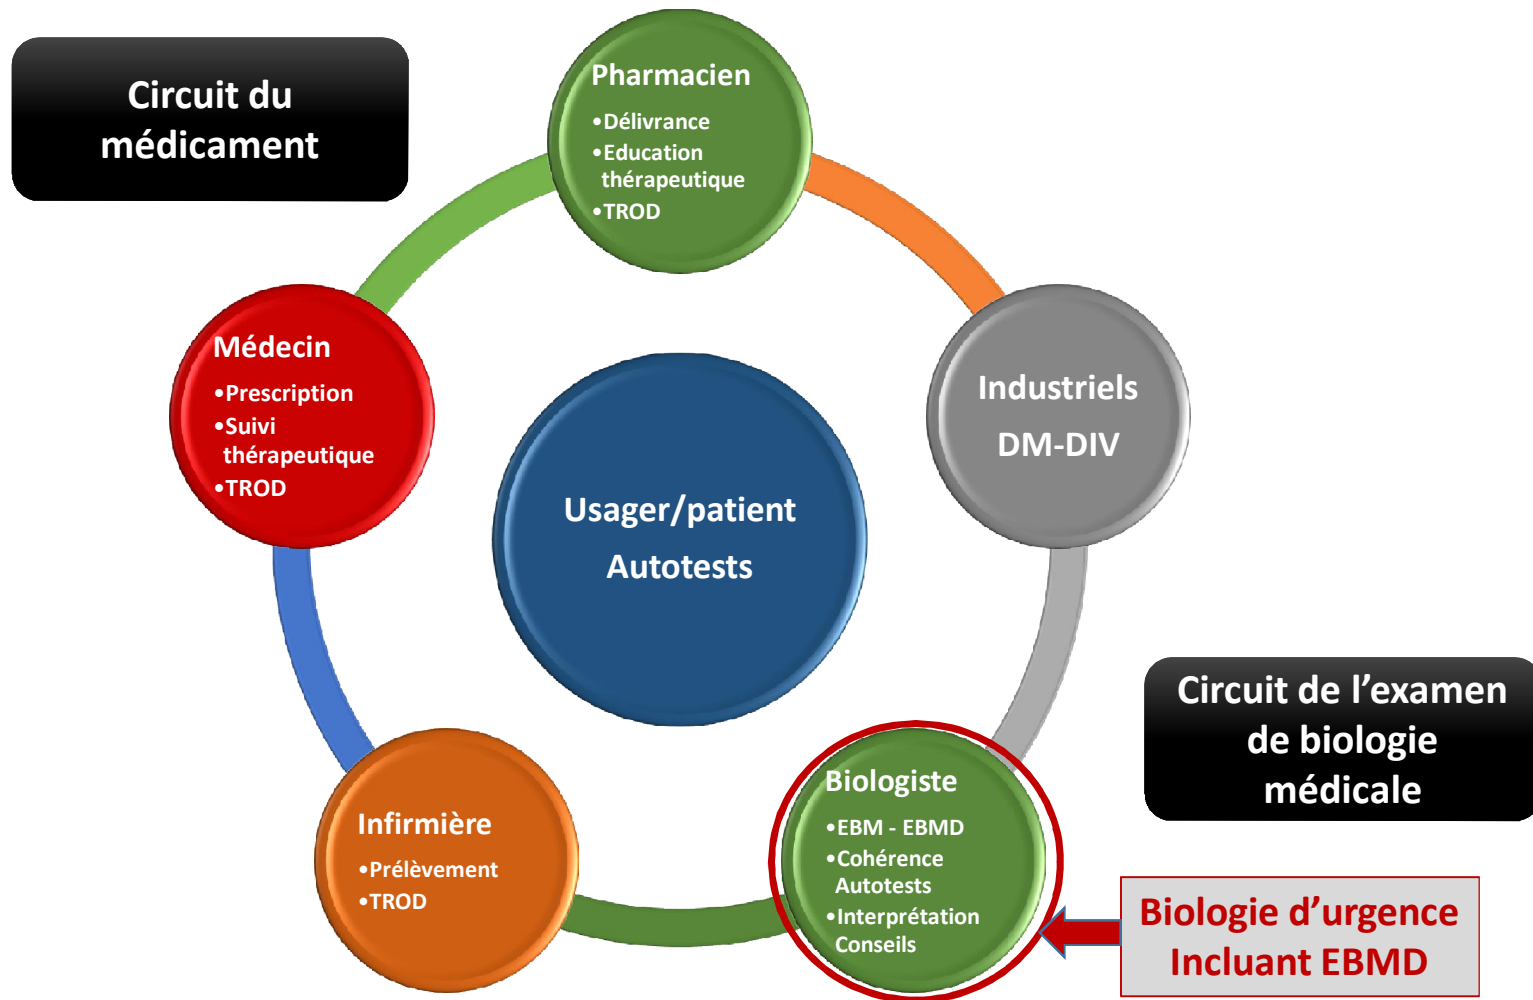 Circuit du
médicament
Pharmacien
•Délivrance
•Education
thérapeutique
•TROD
Médecin
•Prescription
•Suivi
thérapeutique
•TROD
Industriels
DM-DIV
Usager/patient
Autotests
Circuit de l’examen
de biologie
médicale
Infirmière
•Prélèvement
•TROD
Biologiste
•EBM - EBMD
•Cohérence
Autotests
•Interprétation
Conseils
Biologie d’urgence
Incluant EBMD